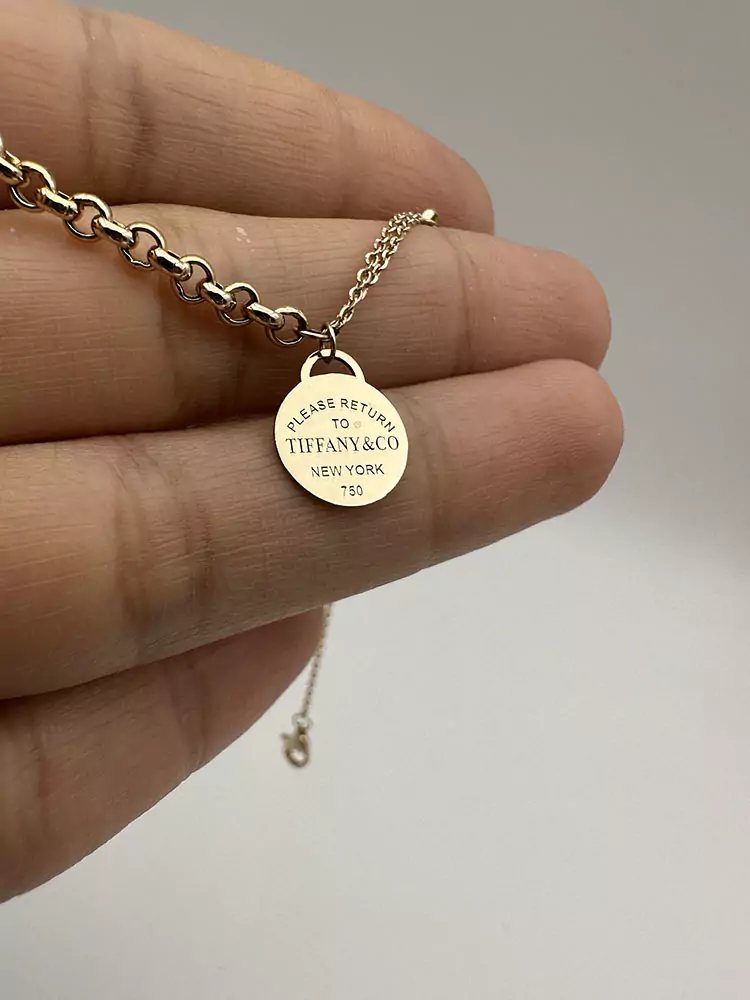 PLEASE RETURN
TO
TIFFANY&CO
NEW YORK
750